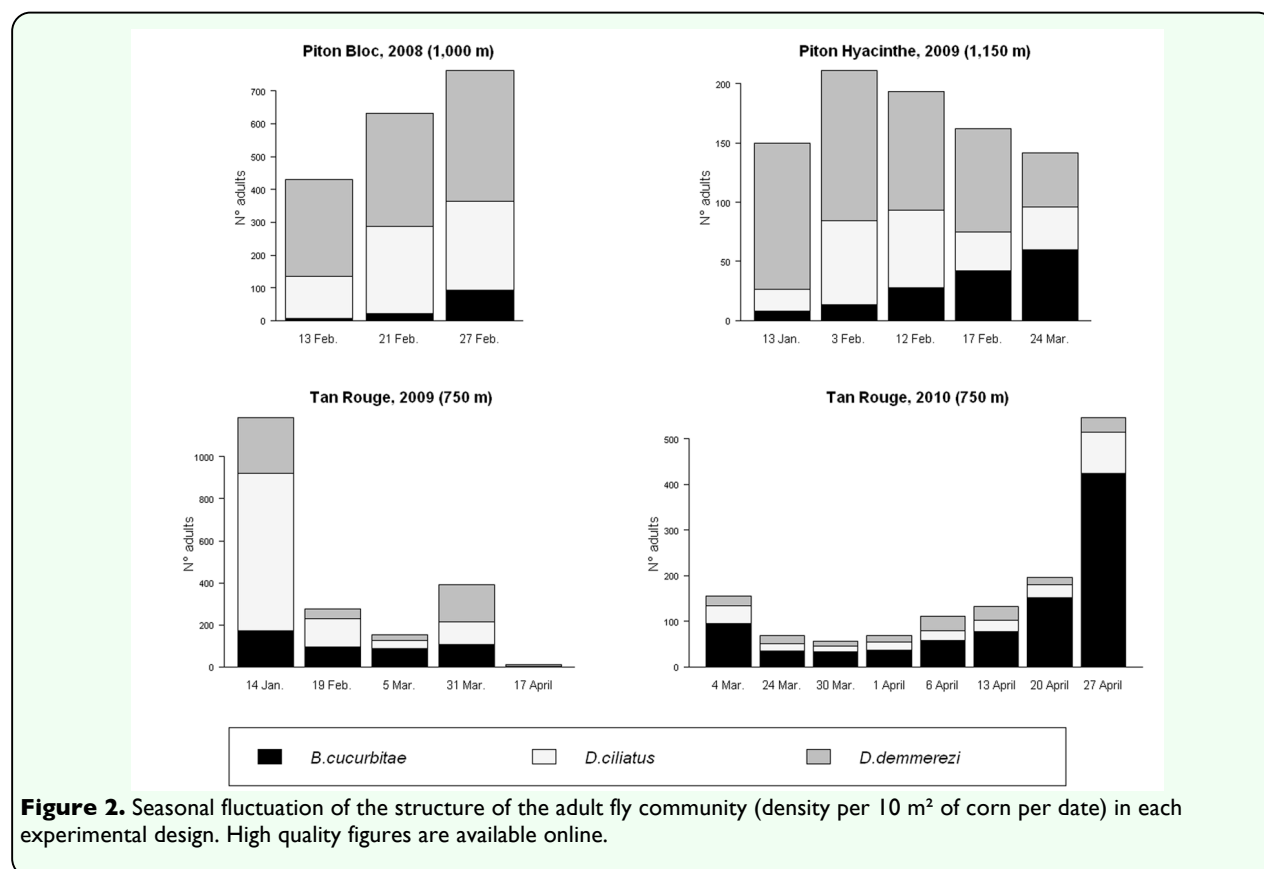 Piton Bloc, 2008 (1,000 m)
N° adults
700
600
500
400
300
200
100
0
13 Feb. 21 Feb. 27 Feb.
Piton Hyacinthe, 2009 (1,150 m)
N° adults
200
150
100
50
0
13 Jan. 3 Feb. 12 Feb. 17 Feb. 24 Mar.
Tan Rouge, 2009 (750 m)
N° adults
1000
800
600
400
200
0
14 Jan. 19 Feb. 5 Mar. 31 Mar. 17 April
Tan Rouge, 2010 (750 m)
N° adults
500
400
300
200
100
0
4 Mar. 24 Mar. 30 Mar. 1 April 6 April 13 April 20 April 27 April
B.cucurbitae D.ciliatus D.demmerezi
Figure 2. Seasonal fluctuation of the structure of the adult fly community (density per 10 m² of corn per date) in each
experimental design. High quality figures are available online.